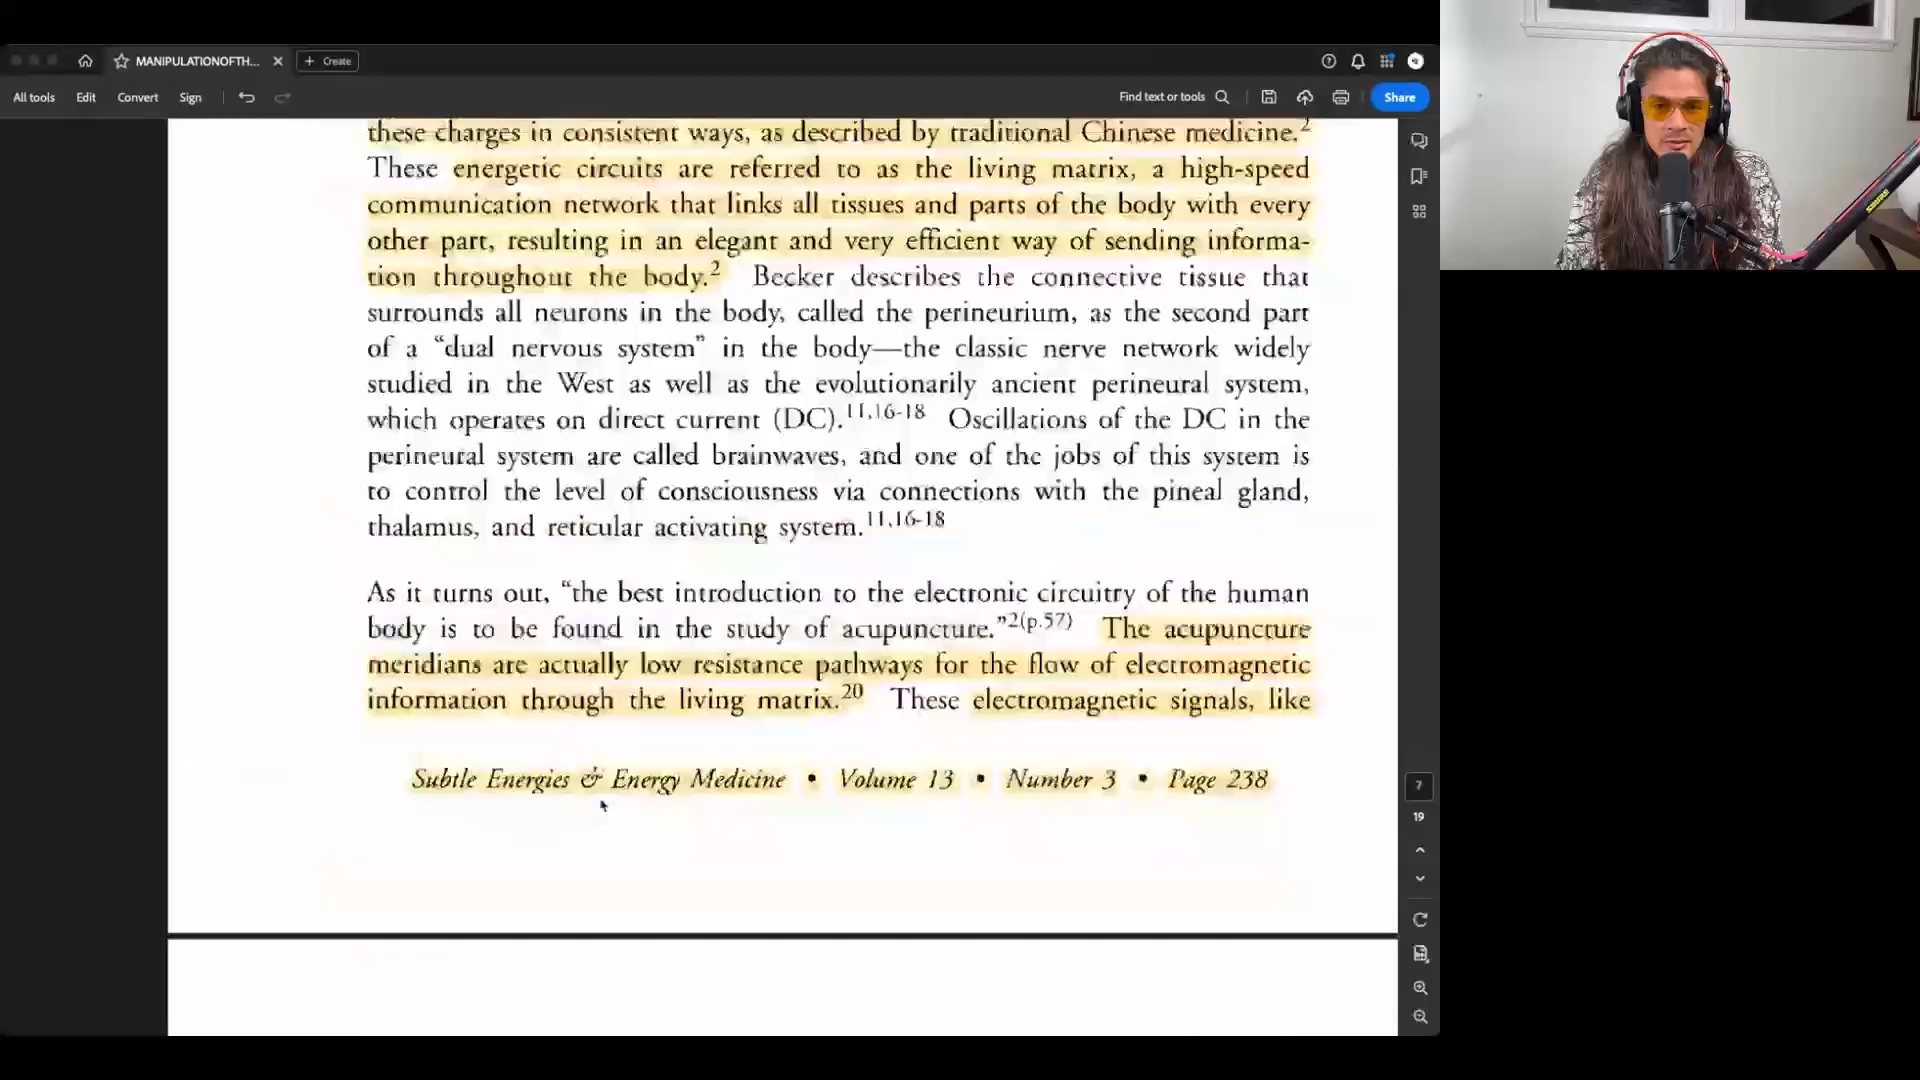 MANIPULATIONOFTH...
Create
All tools
Edit
Convert
Sign
Find text or tools
Share
these charges in consistent ways, as described by traditional Chinese medicine.2
These energetic circuits are referred to as the living matrix, a high-speed
communication network that links all tissues and parts of the body with every
other part, resulting in an elegant and very efficient way of sending informa-
tion throughout the body.2 Becker describes the connective tissue that
surrounds all neurons in the body, called the perineurium, as the second part
of a “dual nervous system” in the body—the classic nerve network widely
studied in the West as well as the evolutionarily ancient perineural system,
which operates on direct current (DC).11,16-18 Oscillations of the DC in the
perineural system are called brainwaves, and one of the jobs of this system is
to control the level of consciousness via connections with the pineal gland,
thalamus, and reticular activating system.11,16-18
As it turns out, “the best introduction to the electronic circuitry of the human
body is to be found in the study of acupuncture.”2(p.57) The acupuncture
meridians are actually low resistance pathways for the flow of electromagnetic
information through the living matrix.20 These electromagnetic signals, like
Subtle Energies & Energy Medicine • Volume 13 • Number 3 • Page 238
7
19
SHURE